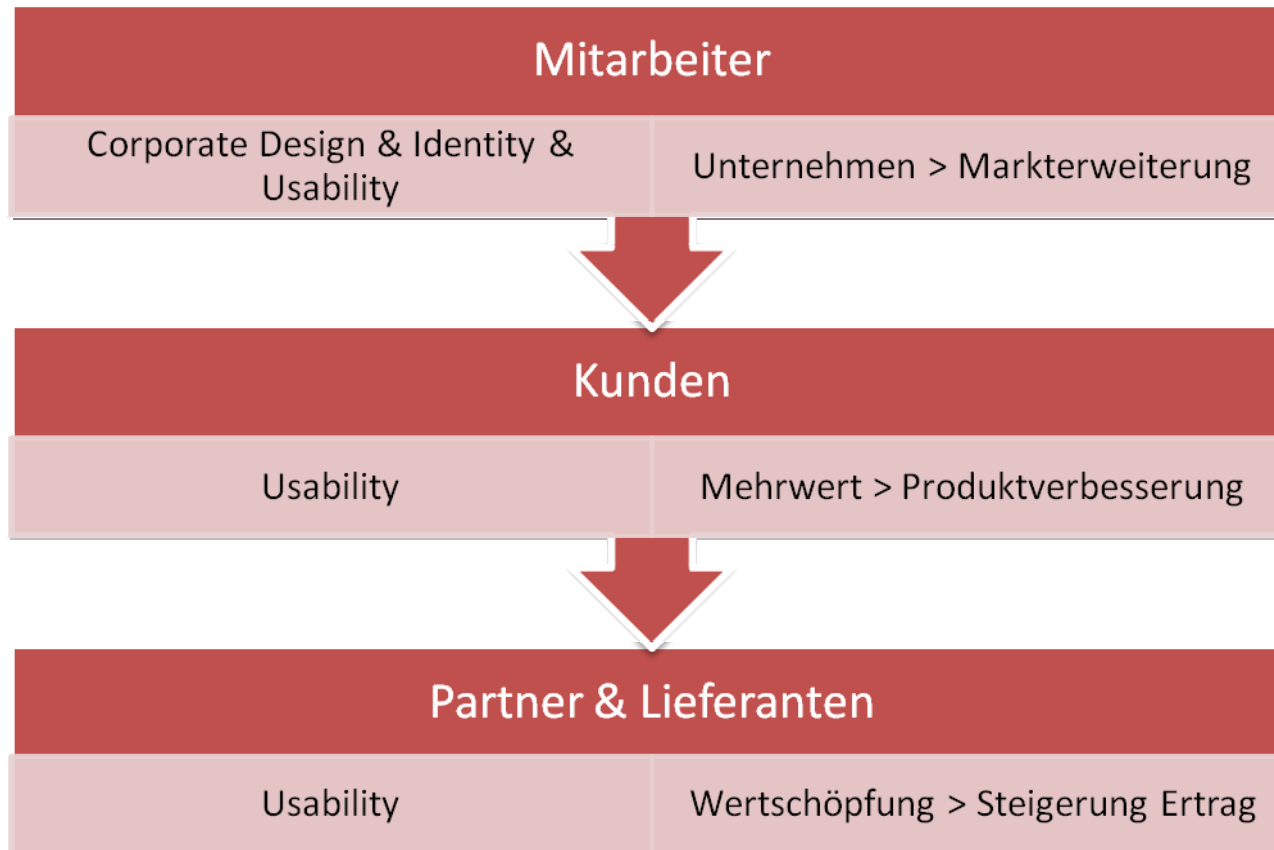 Mitarbeiter
Corporate Design & Identity &
Usability
Unternehmen > Markterweiterung
Kunden
Usability
Mehrwert > Produktverbesserung
Partner & Lieferanten
Usability
Wertschöpfung > Steigerung Ertrag